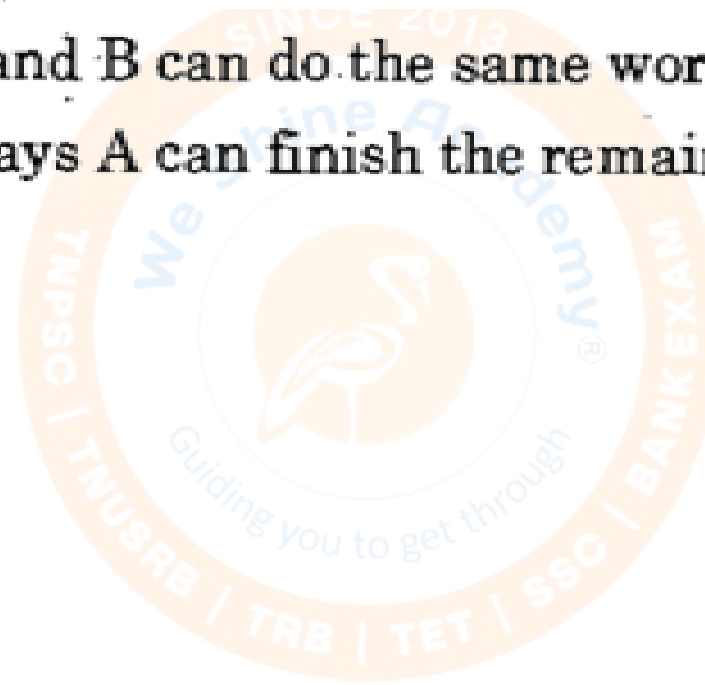 SINCE 2013
and B can do the same wor
We Shine Academy®
ays A can finish the remain
Guiding you to get through
TNPSC | TNUSRB | TRB | TET | SSC | BANK EXAM